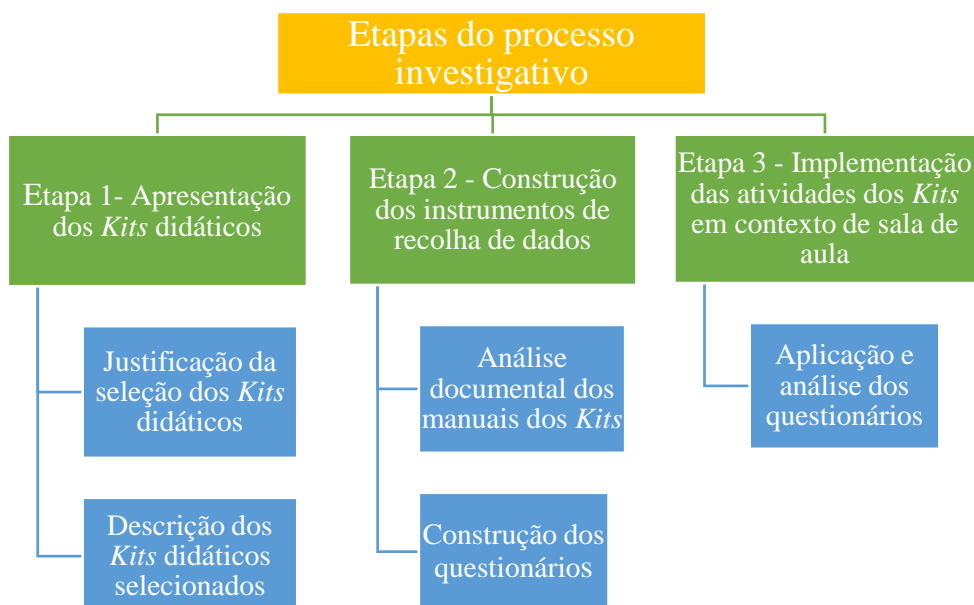 Etapas do processo
investigativo
Etapa 1- Apresentação
dos Kits didáticos
Etapa 2 - Construção
dos instrumentos de
recolha de dados
Etapa 3 - Implementação
das atividades dos Kits
em contexto de sala de
aula
Justificação da
seleção dos Kits
didáticos
Análise
documental dos
manuais dos Kits
Aplicação e
análise dos
questionários
Descrição dos
Kits didáticos
selecionados
Construção dos
questionários